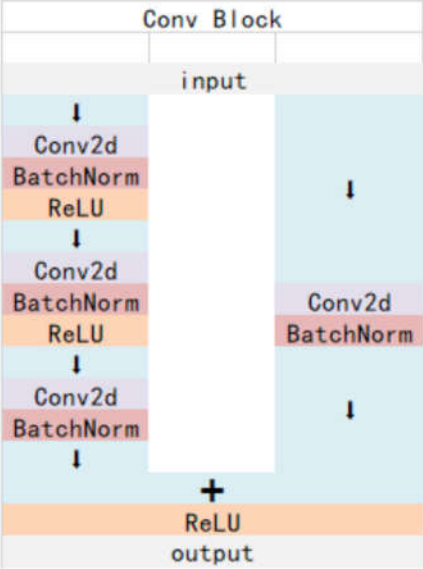 Conv Block
input
↓
Conv2d
BatchNorm
ReLU
↓
Conv2d
BatchNorm
ReLU
↓
Conv2d
BatchNorm
↓
↓
Conv2d
BatchNorm
↓
+
ReLU
output